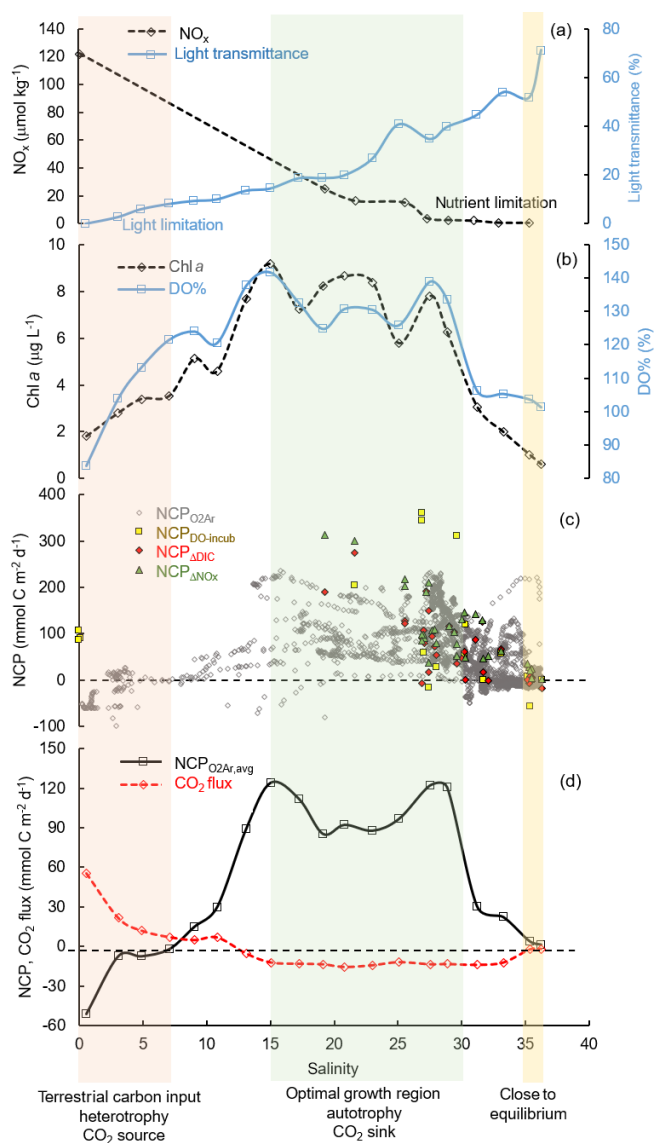 140
120
100
80
60
40
20
0
NOx (μmol kg⁻¹)
NOx
Light transmittance
(a)
80
60
40
20
0
Light transmittance (%)
Light limitation
Nutrient limitation
10
8
6
4
2
0
Chl a (μg L⁻¹)
Chl a
DO%
(b)
150
140
130
120
110
100
90
80
DO% (%)
400
300
200
100
0
-100
NCP (mmol C m⁻² d⁻¹)
NCPO2Ar
NCPDO-incub
NCPΔDIC
NCPΔNOx
(c)
150
120
90
60
30
0
-30
-60
NCP, CO₂ flux (mmol C m⁻² d⁻¹)
NCPO2Ar,avg
CO₂ flux
(d)
0 5 10 15 20 25 30 35 40
Salinity
Terrestrial carbon input
heterotrophy
CO₂ source
Optimal growth region
autotrophy
CO₂ sink
Close to
equilibrium